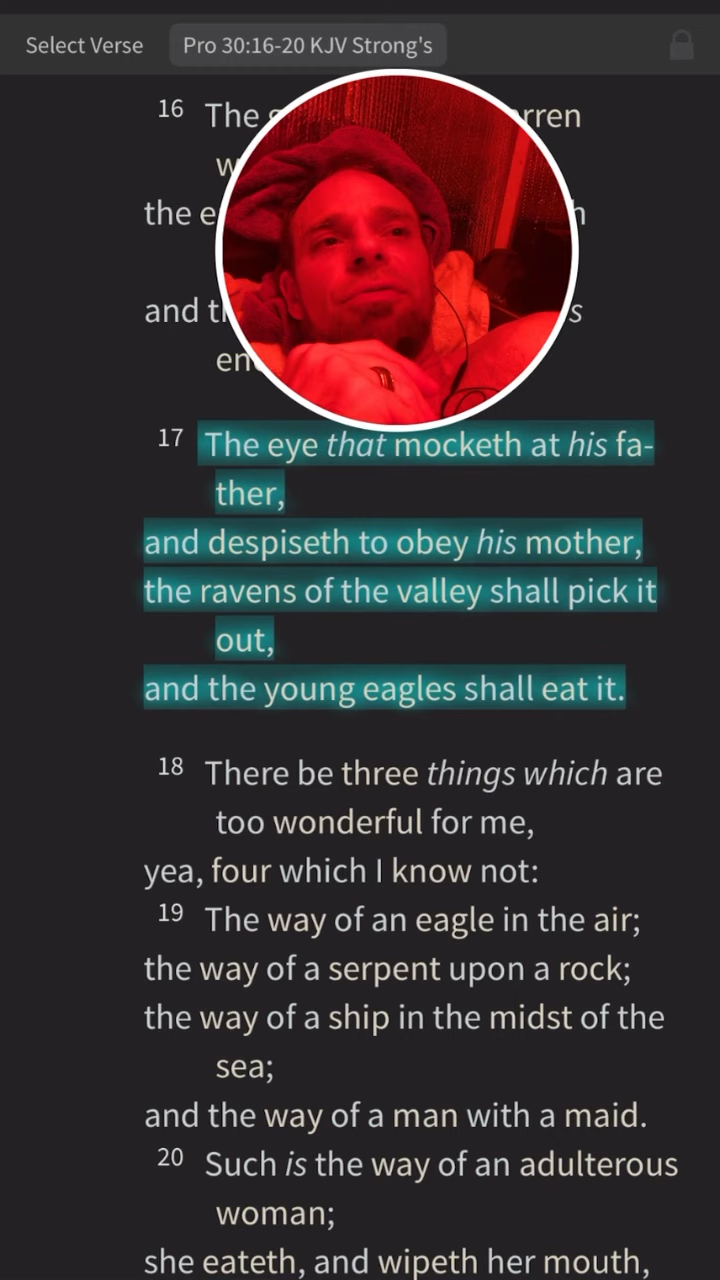 Select Verse Pro 30:16-20 KJV Strong's
16 The
the
and
17 The eye that mocketh at his fa-
ther,
and despiseth to obey his mother,
the ravens of the valley shall pick it
out,
and the young eagles shall eat it.
18 There be three things which are
too wonderful for me,
yea, four which I know not:
19 The way of an eagle in the air;
the way of a serpent upon a rock;
the way of a ship in the midst of the
sea;
and the way of a man with a maid.
20 Such is the way of an adulterous
woman;
she eateth, and wipeth her mouth,